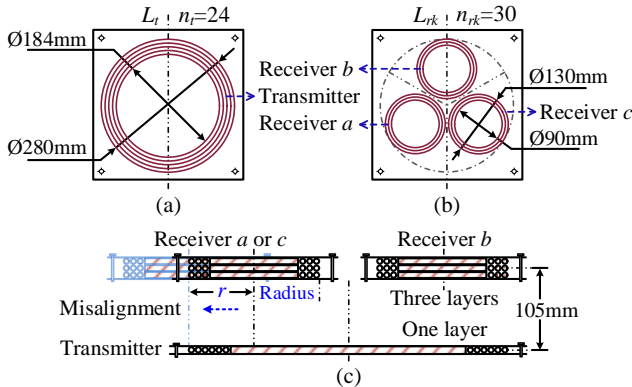 L_t n_t=24
Ø184mm
Transmitter
Ø280mm
(a)
L_rk n_rk=30
Receiver b
Receiver a
Ø130mm
Receiver c
Ø90mm
(b)
Receiver a or c
Receiver b
r
Radius
Misalignment
Three layers
105mm
One layer
Transmitter
(c)